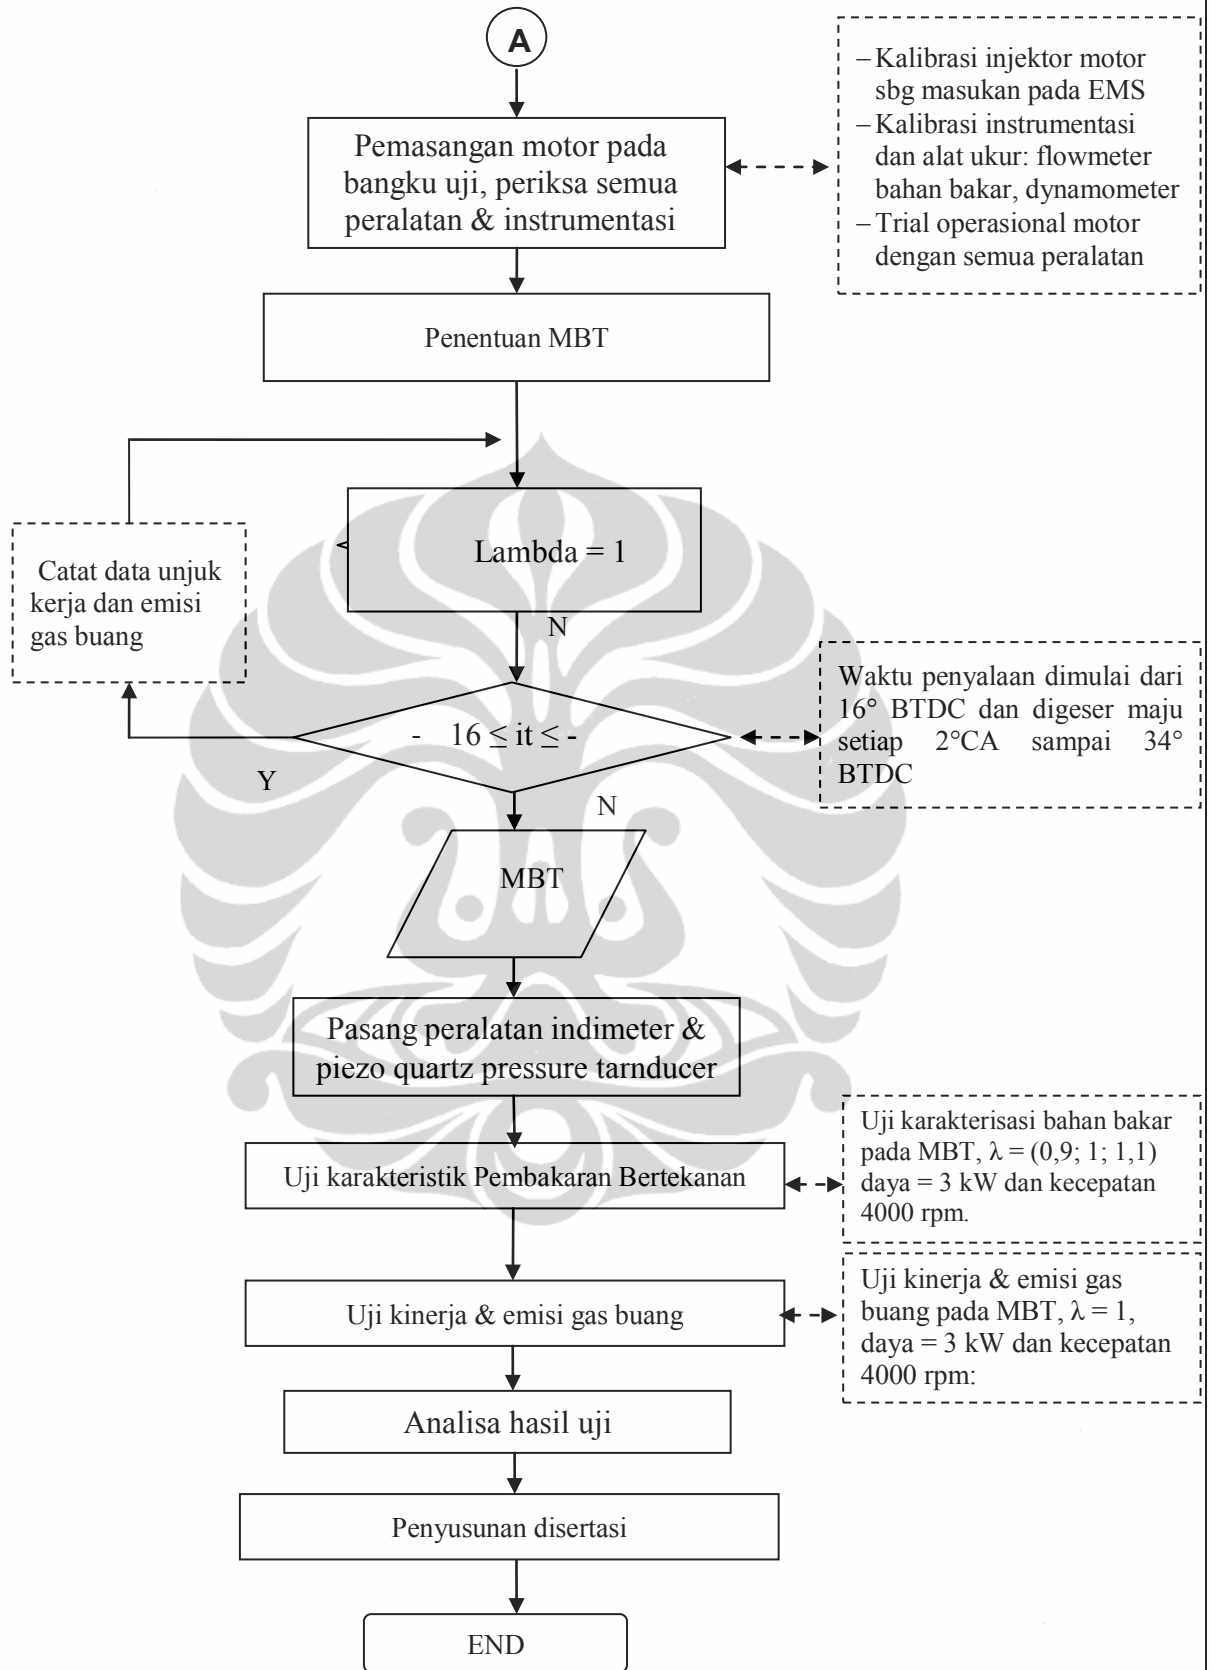 A
– Kalibrasi injektor motor
sbg masukan pada EMS
– Kalibrasi instrumentasi
dan alat ukur: flowmeter
bahan bakar, dynamometer
– Trial operasional motor
dengan semua peralatan
Pemasangan motor pada
bangku uji, periksa semua
peralatan & instrumentasi
Penentuan MBT
Lambda = 1
N
Catat data unjuk
kerja dan emisi
gas buang
- 16 ≤ it ≤ -
Y
N
Waktu penyalaan dimulai dari
16° BTDC dan digeser maju
setiap 2°CA sampai 34°
BTDC
MBT
Pasang peralatan indimeter &
piezo quartz pressure tarnducer
Uji karakteristik Pembakaran Bertekanan
Uji karakterisasi bahan bakar
pada MBT, λ = (0,9; 1; 1,1)
daya = 3 kW dan kecepatan
4000 rpm.
Uji kinerja & emisi gas buang
Uji kinerja & emisi gas
buang pada MBT, λ = 1,
daya = 3 kW dan kecepatan
4000 rpm:
Analisa hasil uji
Penyusunan disertasi
END